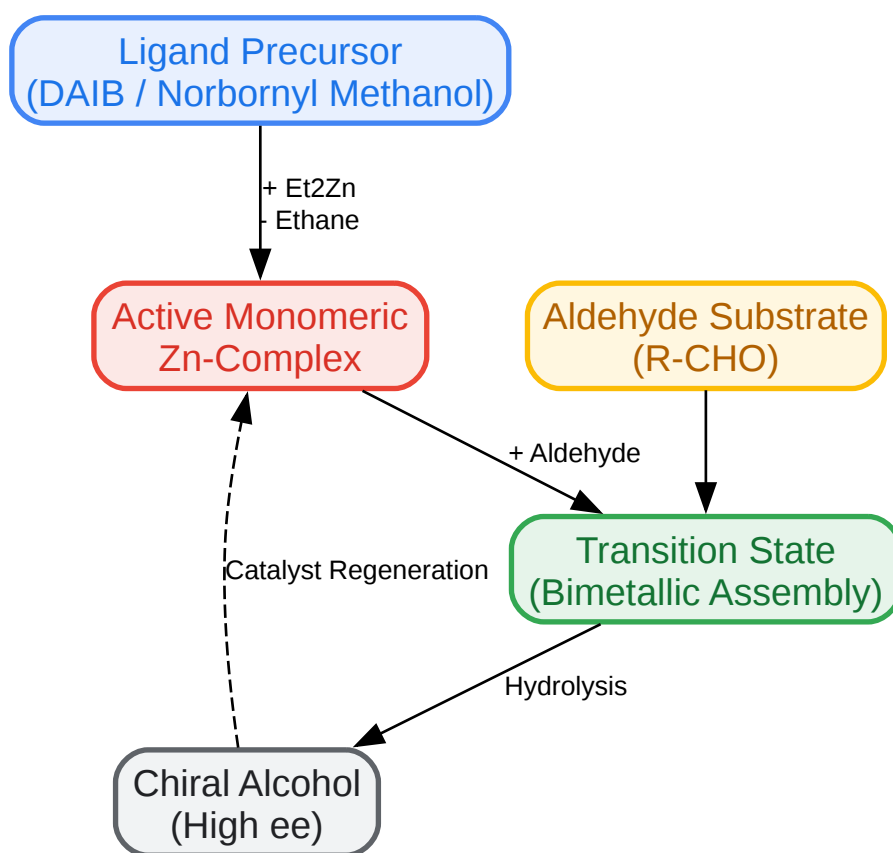 Ligand Precursor
(DAIB / Norbornyl Methanol)
+ Et2Zn
- Ethane
Active Monomeric
Zn-Complex
Aldehyde Substrate
(R-CHO)
+ Aldehyde
Transition State
(Bimetallic Assembly)
Catalyst Regeneration
Hydrolysis
Chiral Alcohol
(High ee)